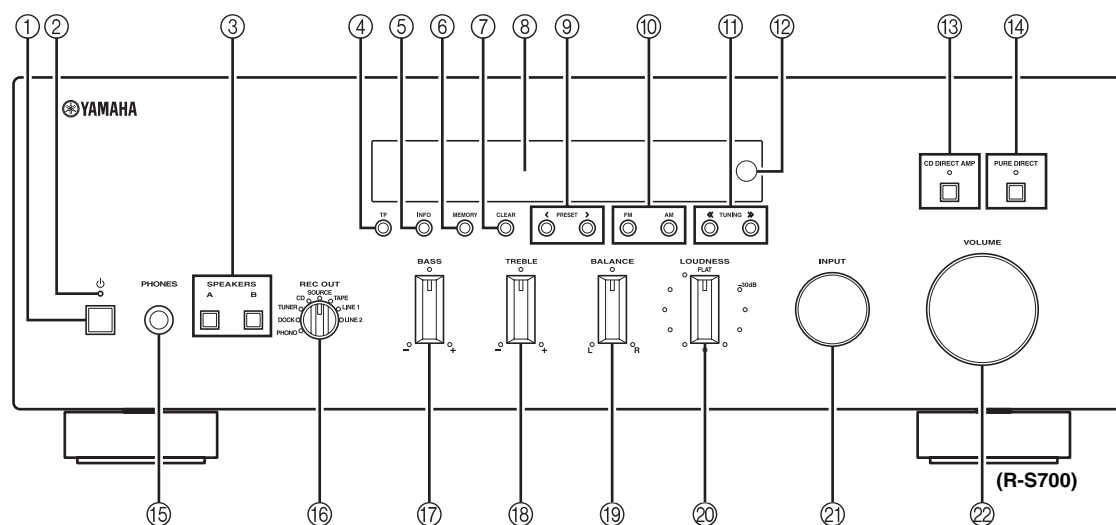 ① ② ③ ④ ⑤ ⑥ ⑦ ⑧ ⑨ ⑩ ⑪ ⑫ ⑬ ⑭
YAMAHA
CD DIRECT AMP PURE DIRECT
TP INFO MEMORY CLEAR < PRESET > FM AM << TUNING >>
VOLUME
BASS TREBLE BALANCE LOUDNESS INPUT
FLAT
-30dB
PHONES
SPEAKERS
A B
REC OUT
SOURCE
CD TAPE
TUNER LINE 1
DOCK LINE 2
PHONO
– + – + L R
(R-S700)
⑮ ⑯ ⑰ ⑱ ⑲ ⑳ ㉑ ㉒